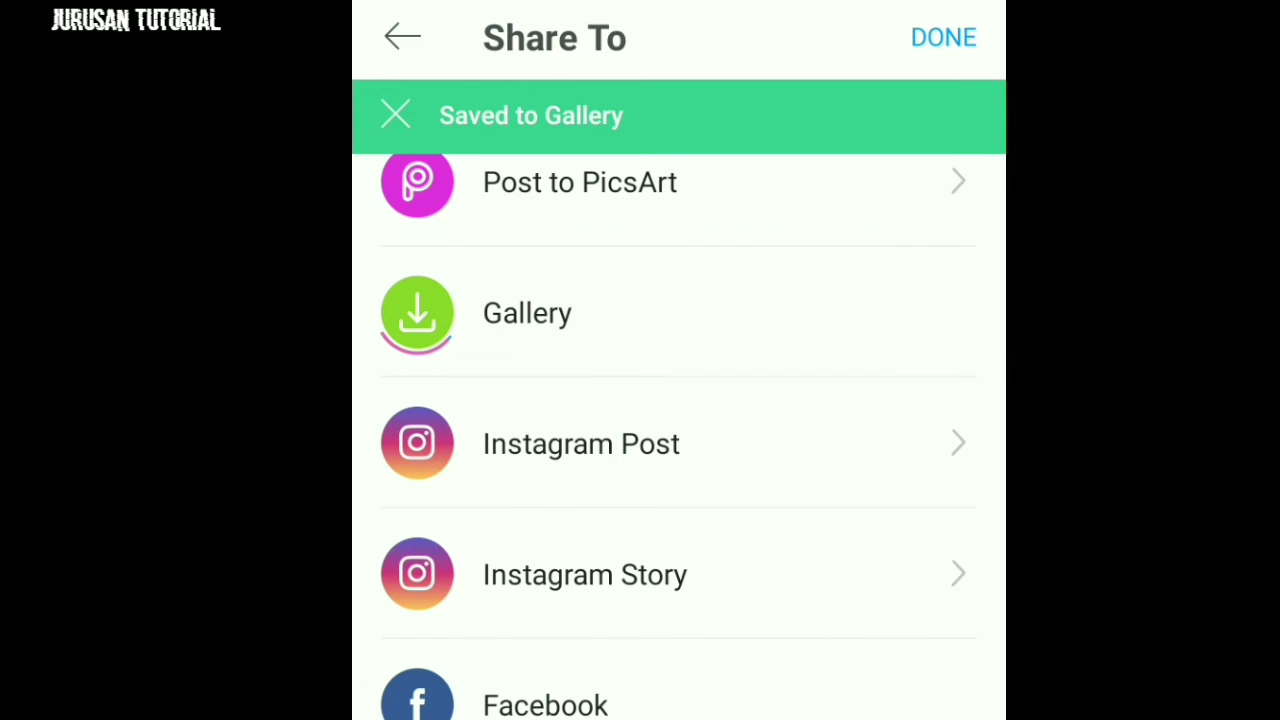 JURUSAN TUTORIAL
Share To
DONE
Saved to Gallery
Post to PicsArt
Gallery
Instagram Post
Instagram Story
Facebook